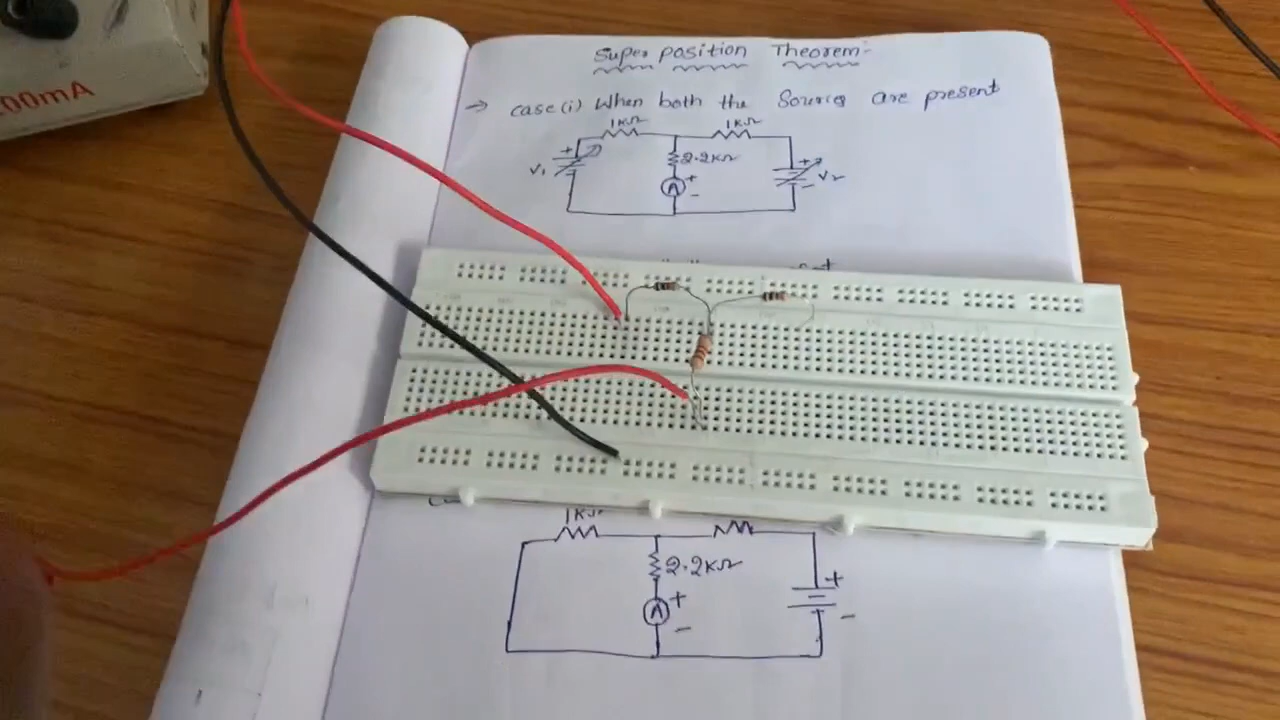 200mA
Super position Theorem:-
→ case(i) When both the Sources are present
1KΩ 1KΩ
V₁ + 2.2KΩ + V₂
A + - -
1KΩ
2.2KΩ +
A + -
-